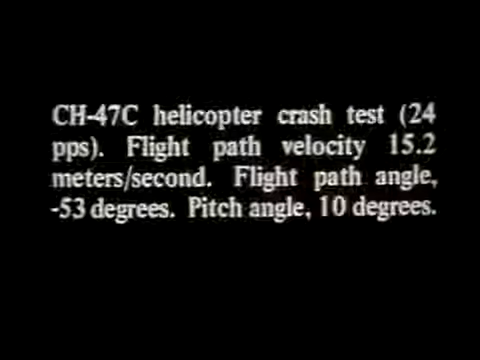 CH-47C helicopter crash test (24
pps). Flight path velocity 15.2
meters/second. Flight path angle,
-53 degrees. Pitch angle, 10 degrees.